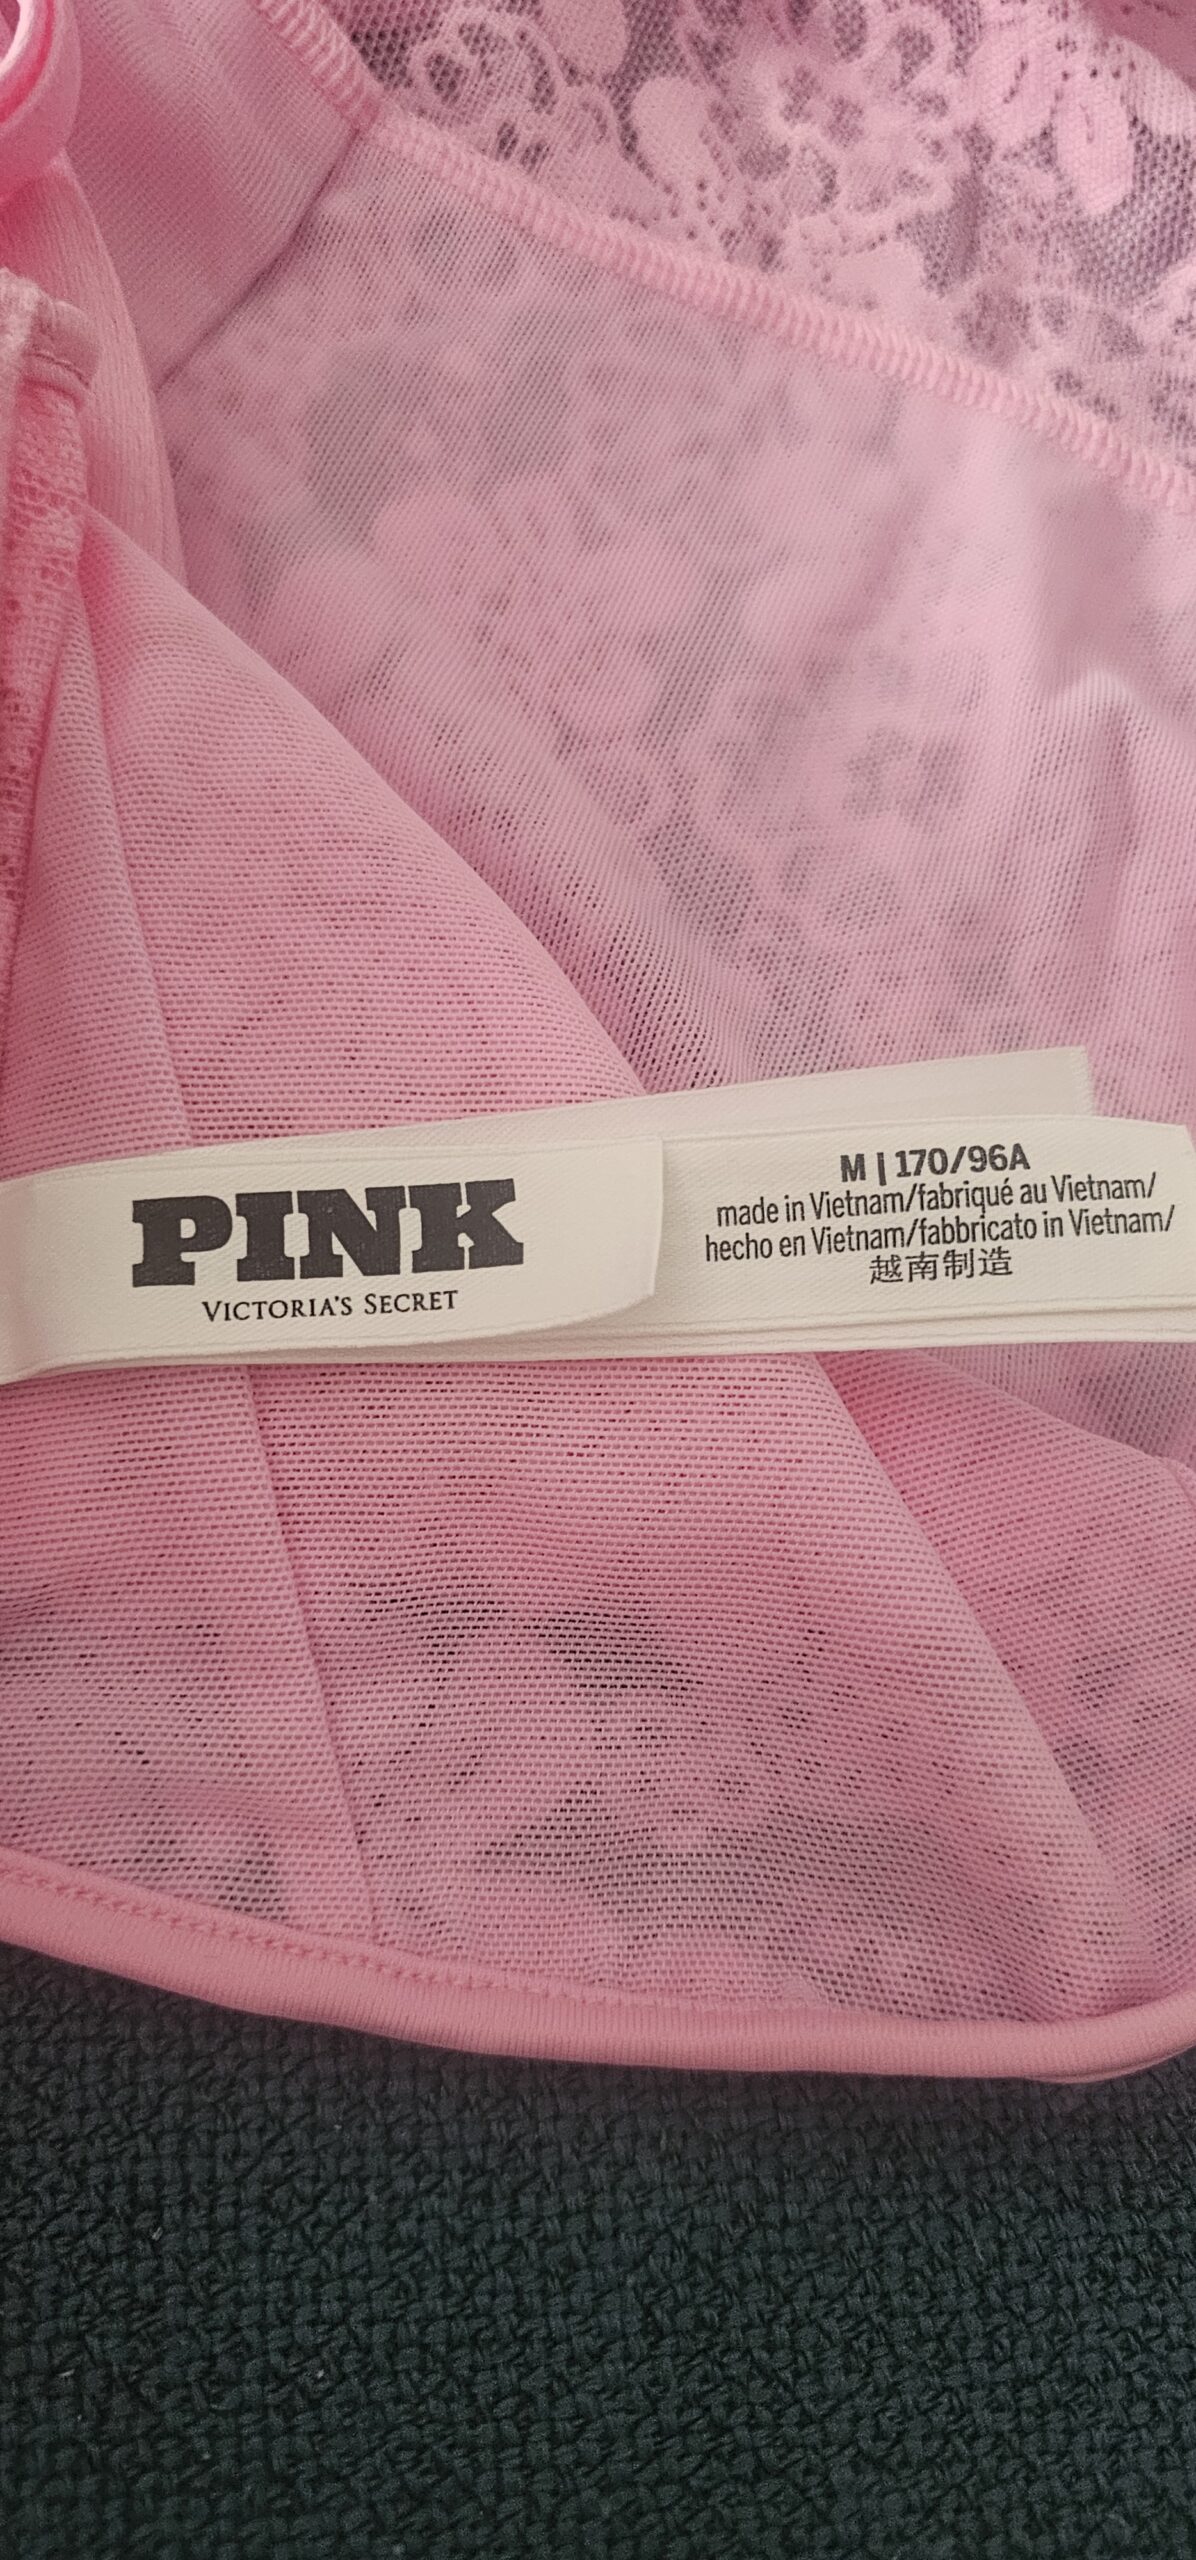 PINK
VICTORIA'S SECRET
M | 170/96A
made in Vietnam/fabriqué au Vietnam/
hecho en Vietnam/fabbricato in Vietnam/
越南制造